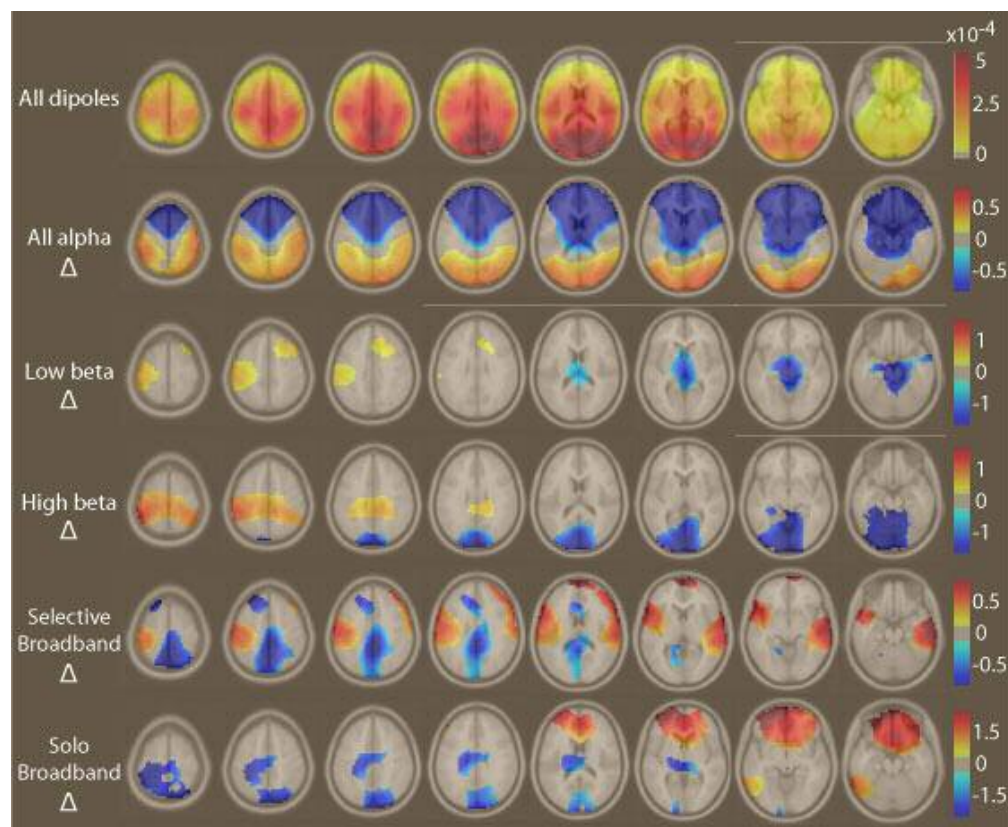 x10⁻⁴
All dipoles
5
2.5
0
All alpha
Δ
0.5
0
-0.5
Low beta
Δ
1
0
-1
High beta
Δ
1
0
-1
Selective
Broadband
Δ
0.5
0
-0.5
Solo
Broadband
Δ
1.5
0
-1.5